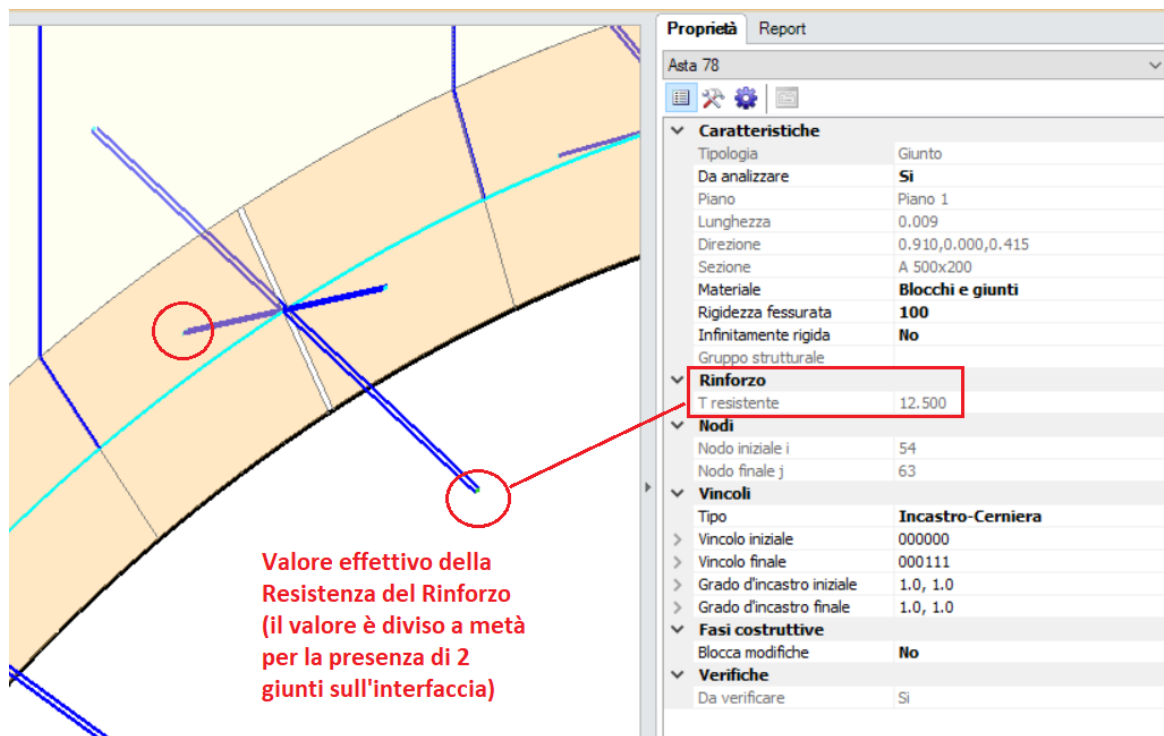 Proprietà Report
Asta 78
Caratteristiche
Tipologia Giunto
Da analizzare Si
Piano Piano 1
Lunghezza 0.009
Direzione 0.910,0.000,0.415
Sezione A 500x200
Materiale Blocchi e giunti
Rigidezza fessurata 100
Infinitamente rigida No
Gruppo strutturale
Rinforzo
T resistente 12.500
Nodi
Nodo iniziale i 54
Nodo finale j 63
Vincoli
Tipo Incastro-Cerniera
Vincolo iniziale 000000
Vincolo finale 000111
Grado d'incastro iniziale 1.0, 1.0
Grado d'incastro finale 1.0, 1.0
Fasi costruttive
Blocca modifiche No
Verifiche
Da verificare Si
Valore effettivo della
Resistenza del Rinforzo
(il valore è diviso a metà
per la presenza di 2
giunti sull'interfaccia)